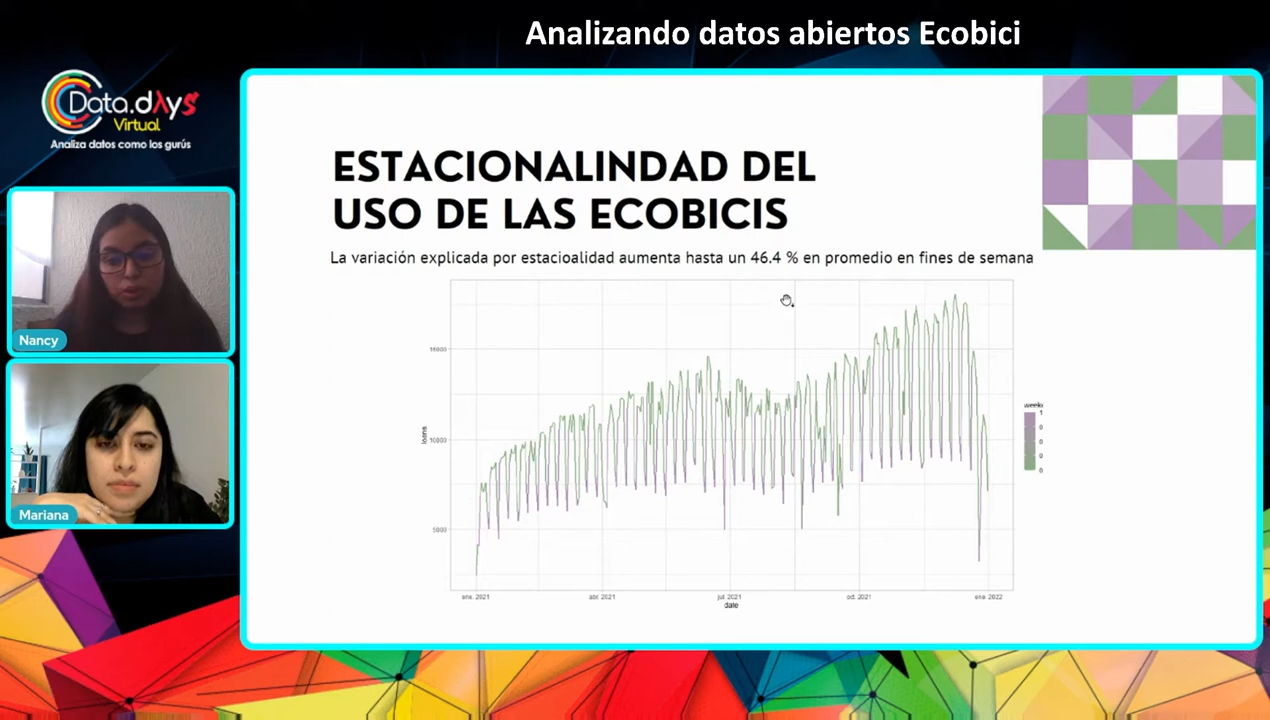 Analizando datos abiertos Ecobici
Data.dAys
Virtual
Analiza datos como los gurús
ESTACIONALINDAD DEL
USO DE LAS ECOBICIS
La variación explicada por estacioalidad aumenta hasta un 46.4 % en promedio en fines de semana
Nancy
Mariana
15000
10000
5000
loans
ene. 2021
abr. 2021
jul 2021
oct. 2021
ene. 2022
date
1
0
0
0
0